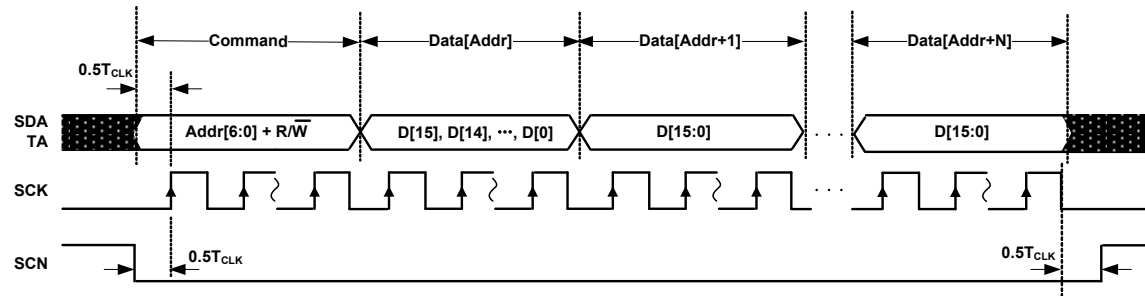 Command
Data[Addr]
Data[Addr+1]
Data[Addr+N]
0.5TCLK
SDA
TA
Addr[6:0] + R/W̅
D[15], D[14], ⋯, D[0]
D[15:0]
· · ·
D[15:0]
SCK
· · ·
0.5TCLK
0.5TCLK
SCN